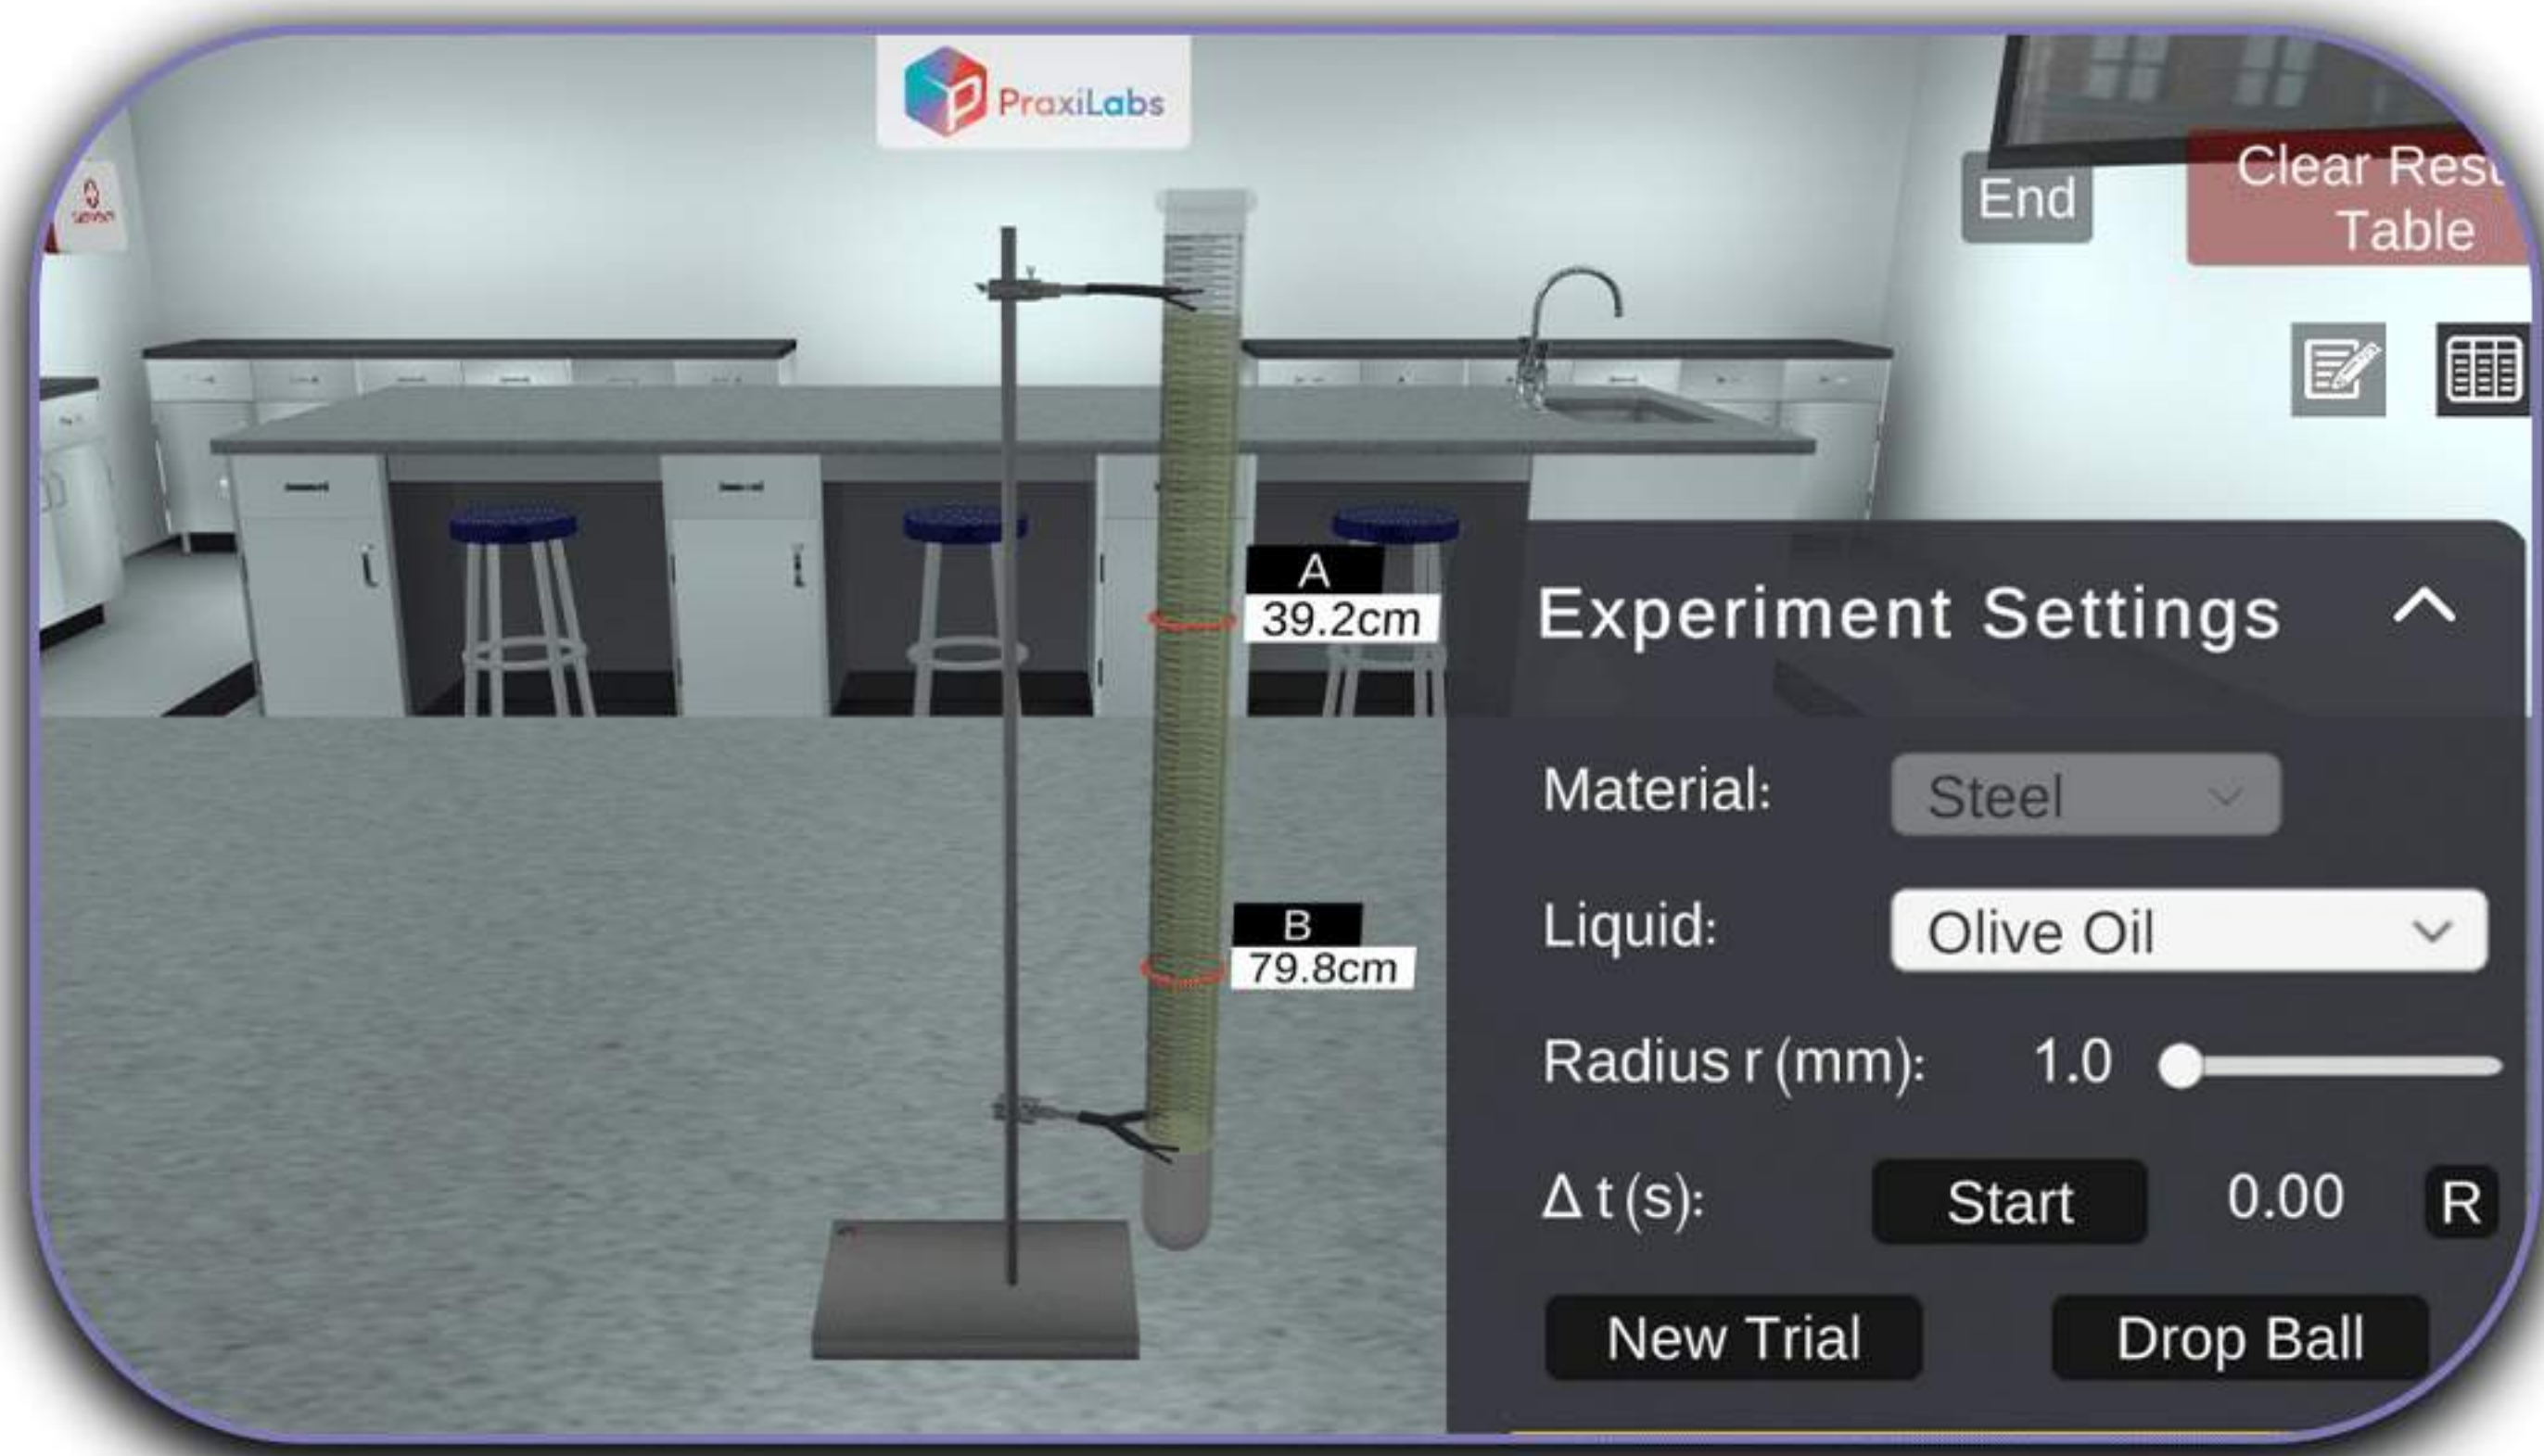 PraxiLabs
End
Clear Resu
Table
A
39.2cm
Experiment Settings
Material:
Steel
Liquid:
Olive Oil
B
79.8cm
Radius r (mm):
1.0
Δ t (s):
Start
0.00
R
New Trial
Drop Ball